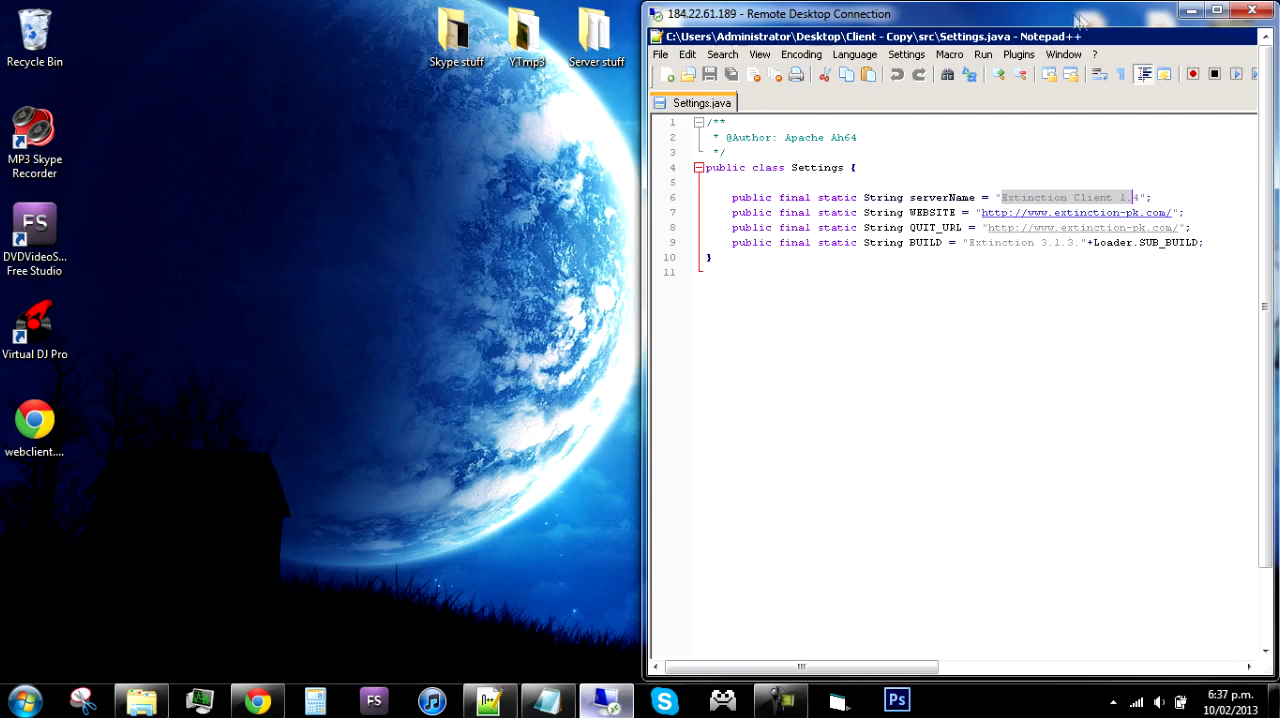 Recycle Bin
MP3 Skype
Recorder
FS
DVDVideoS...
Free Studio
Virtual DJ Pro
webclient....
Skype stuff
YTmp3
Server stuff
184.22.61.189 - Remote Desktop Connection
C:\Users\Administrator\Desktop\Client - Copy\src\Settings.java - Notepad++
File Edit Search View Encoding Language Settings Macro Run Plugins Window ?
Settings.java
1 /**
2 * @Author: Apache Ah64
3 */
4 public class Settings {
5
6 public final static String serverName = "Extinction Client 1.4";
7 public final static String WEBSITE = "http://www.extinction-pk.com/";
8 public final static String QUIT_URL = "http://www.extinction-pk.com/";
9 public final static String BUILD = "Extinction 3.1.3."+Loader.SUB_BUILD;
10 }
11
FS
Ps
6:37 p.m.
10/02/2013